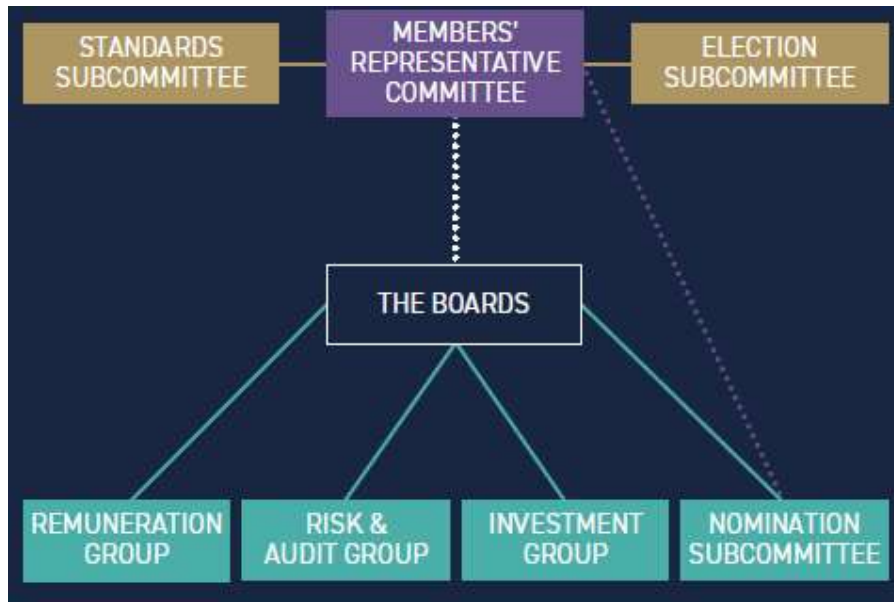 STANDARDS
SUBCOMMITTEE
MEMBERS'
REPRESENTATIVE
COMMITTEE
ELECTION
SUBCOMMITTEE
THE BOARDS
REMUNERATION
GROUP
RISK &
AUDIT GROUP
INVESTMENT
GROUP
NOMINATION
SUBCOMMITTEE